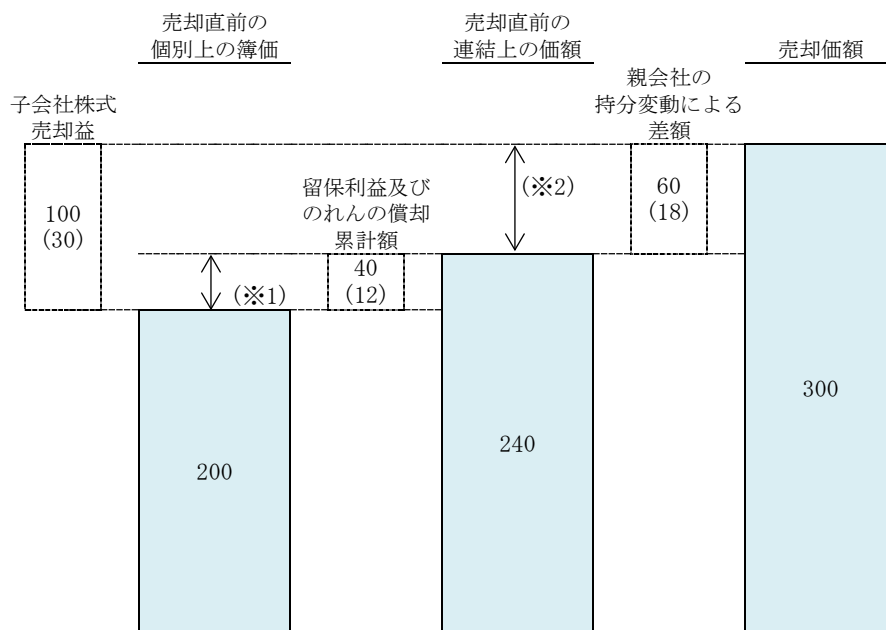 売却直前の
個別上の簿価
売却直前の
連結上の価額
売却価額
子会社株式
売却益
親会社の
持分変動による
差額
100
(30)
留保利益及び
のれんの償却
累計額
(※2)
60
(18)
(※1)
40
(12)
200
240
300